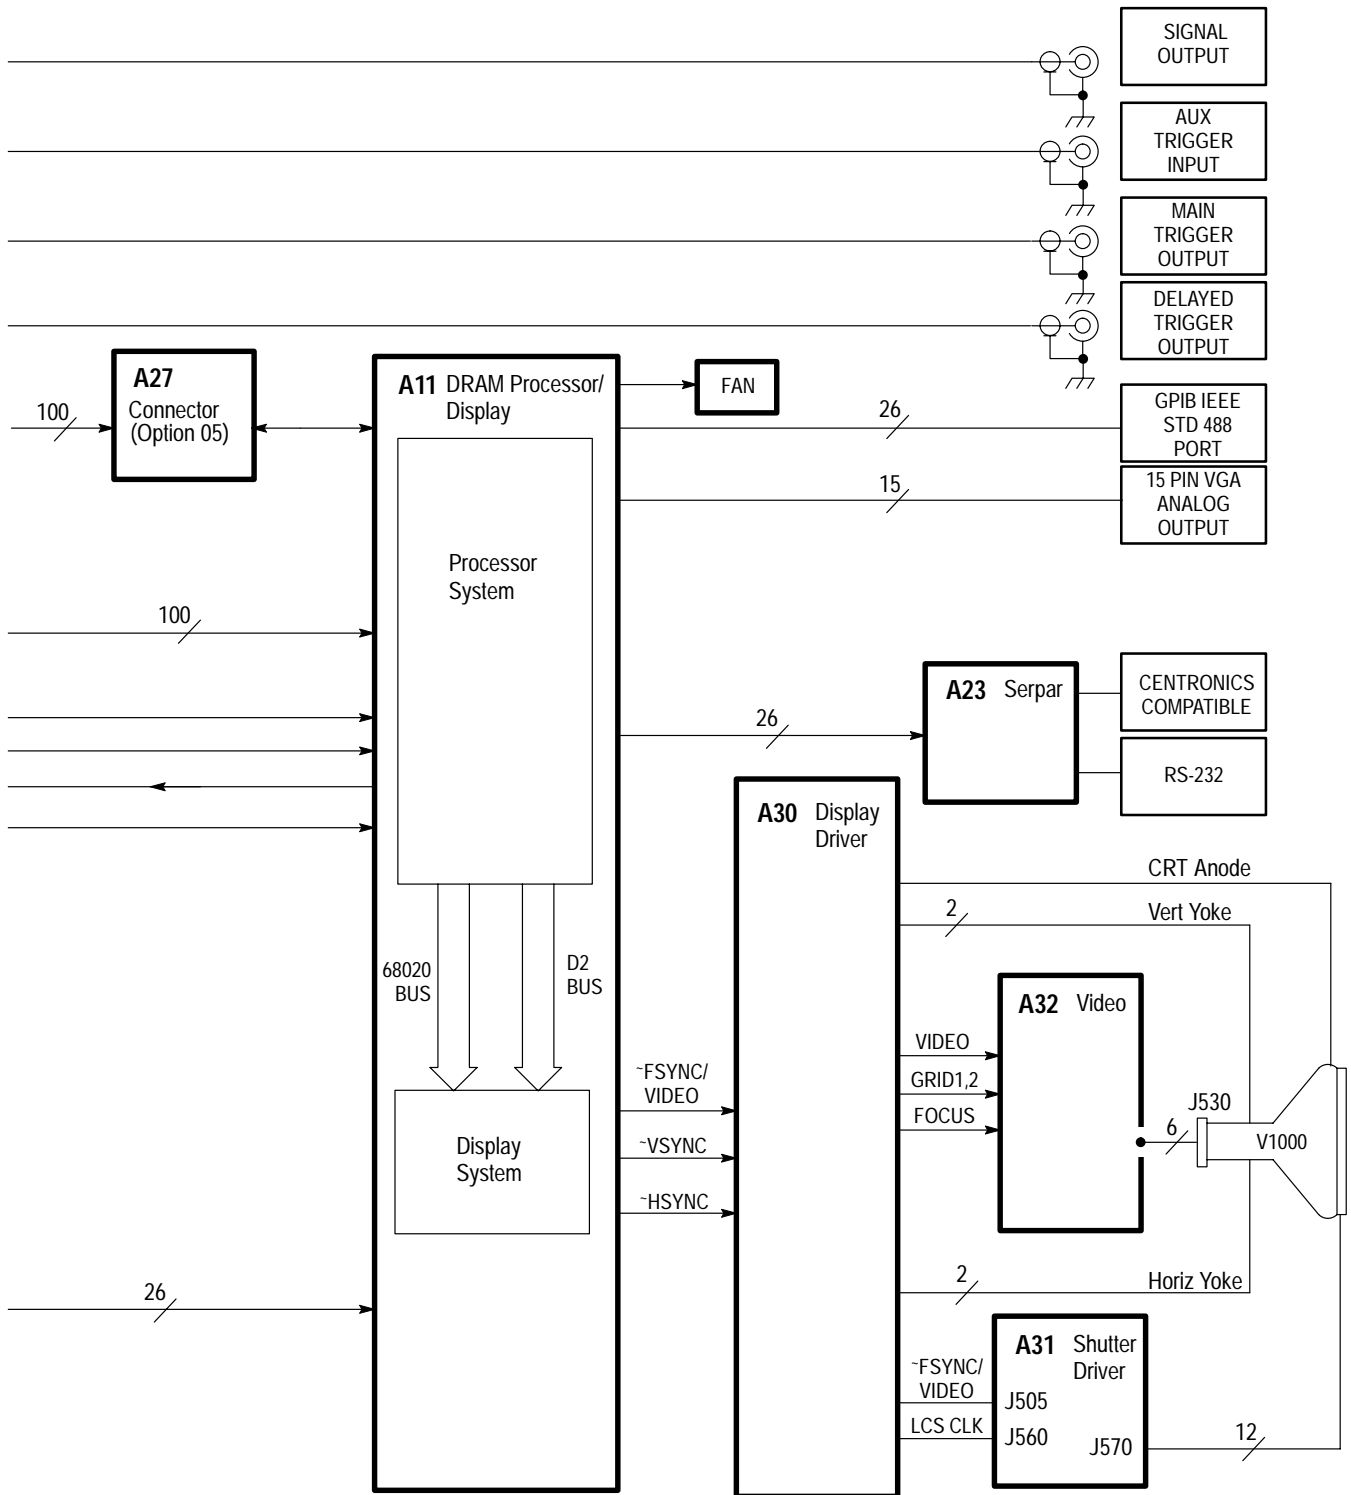 SIGNAL
OUTPUT
AUX
TRIGGER
INPUT
MAIN
TRIGGER
OUTPUT
DELAYED
TRIGGER
OUTPUT
A27
Connector
(Option 05)
100
A11 DRAM Processor/
Display
FAN
26
GPIB IEEE
STD 488
PORT
15
15 PIN VGA
ANALOG
OUTPUT
Processor
System
100
A23 Serpar
CENTRONICS
COMPATIBLE
26
RS-232
A30 Display
Driver
CRT Anode
2
Vert Yoke
68020
BUS
D2
BUS
A32 Video
VIDEO
GRID1,2
FOCUS
~FSYNC/
VIDEO
~VSYNC
~HSYNC
Display
System
J530
6
V1000
26
2
Horiz Yoke
A31 Shutter
Driver
~FSYNC/
VIDEO
J505
LCS CLK
J560
J570
12